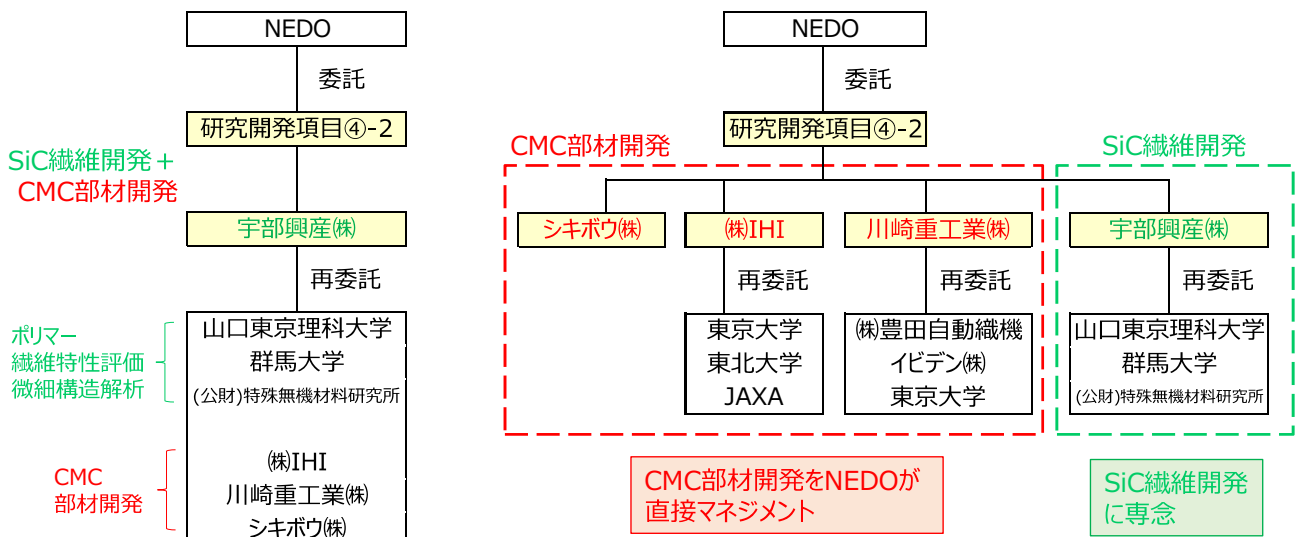 NEDO
委託
研究開発項目④-2
SiC繊維開発＋
CMC部材開発
宇部興産㈱
再委託
山口東京理科大学
群馬大学
(公財)特殊無機材料研究所
ポリマー
繊維特性評価
微細構造解析
㈱IHI
川崎重工業㈱
シキボウ㈱
CMC
部材開発
NEDO
委託
研究開発項目④-2
CMC部材開発
SiC繊維開発
シキボウ㈱
㈱IHI
川崎重工業㈱
宇部興産㈱
再委託
再委託
再委託
東京大学
東北大学
JAXA
㈱豊田自動織機
イビデン㈱
東京大学
山口東京理科大学
群馬大学
(公財)特殊無機材料研究所
CMC部材開発をNEDOが
直接マネジメント
SiC繊維開発
に専念